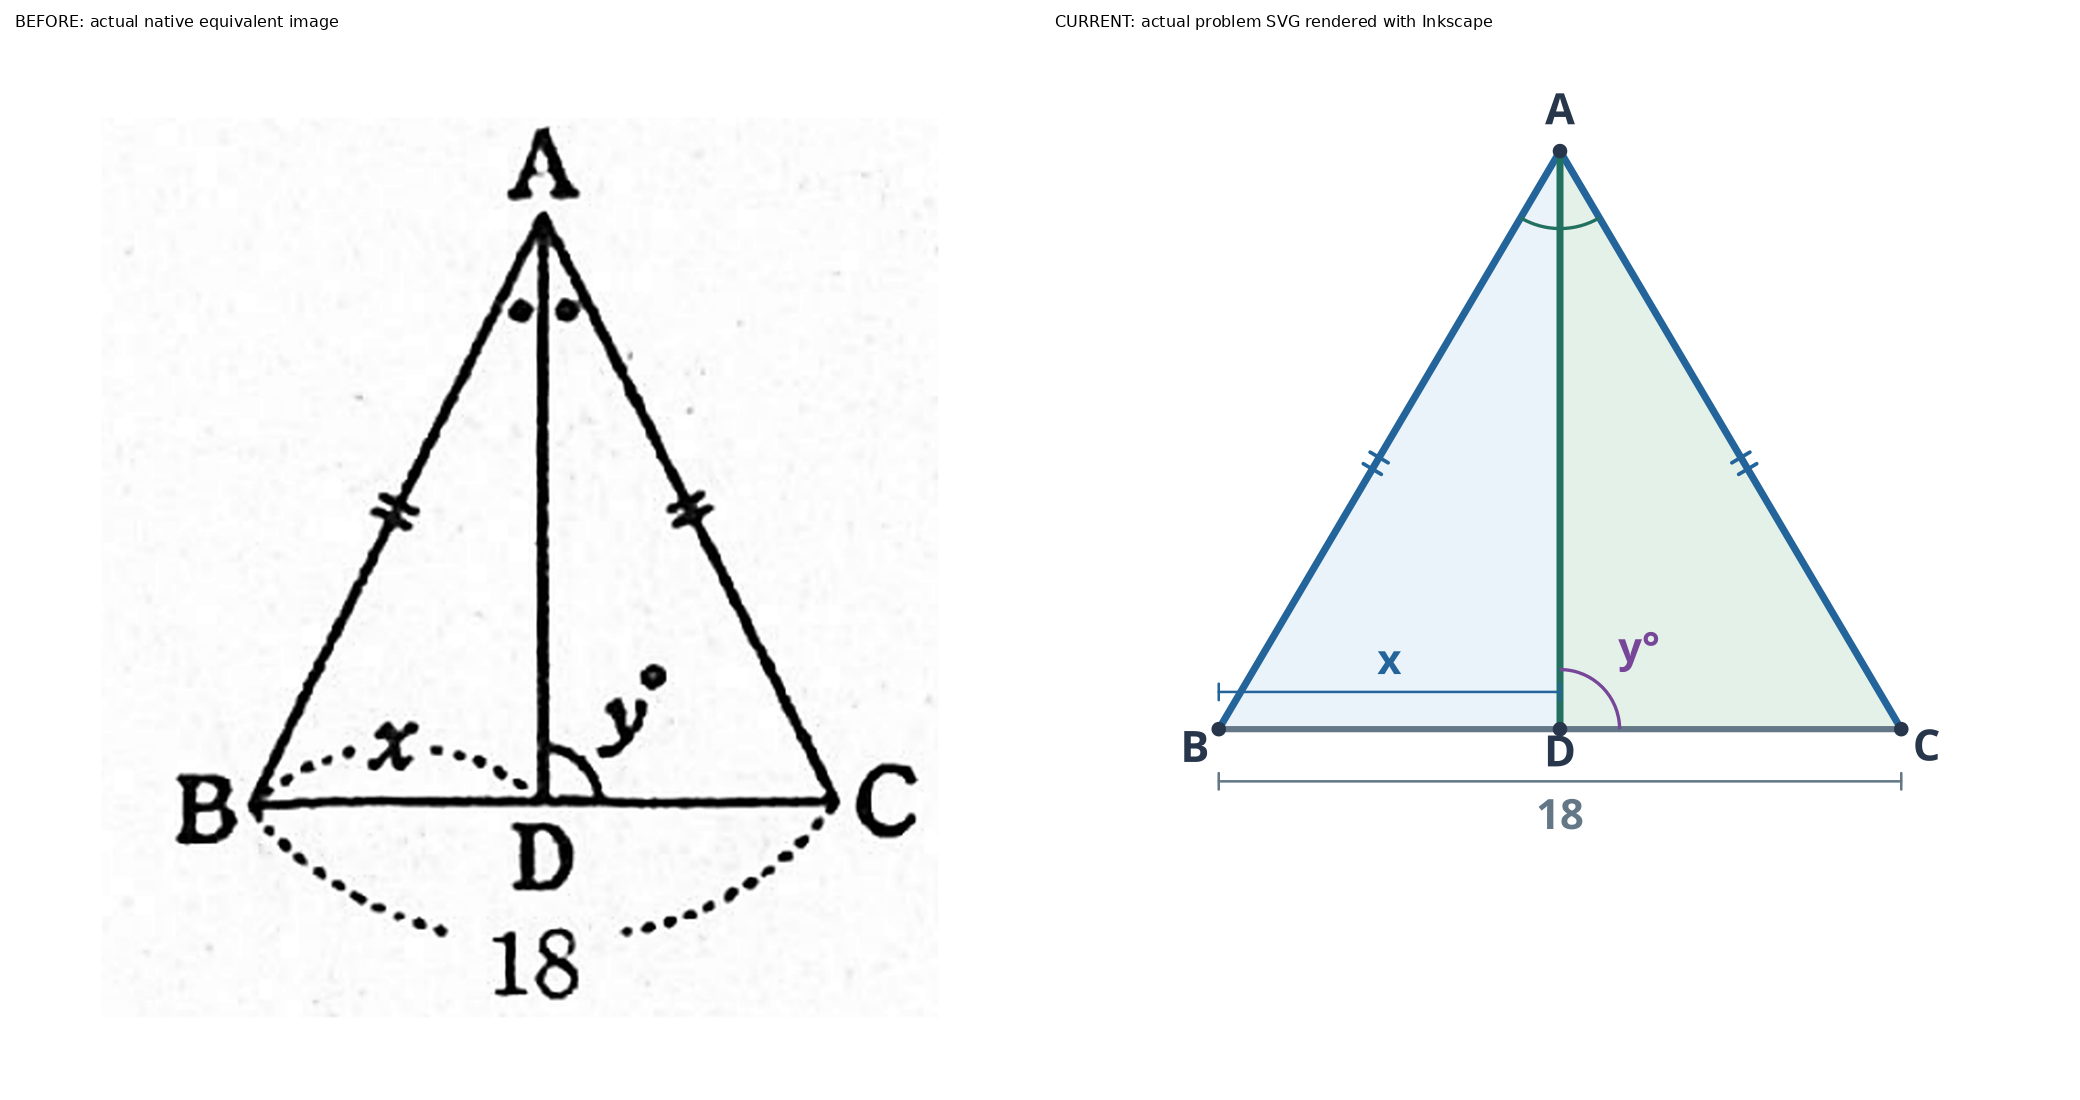 BEFORE: actual native equivalent image
A
x
y°
B
C
D
18
CURRENT: actual problem SVG rendered with Inkscape
A
x
y°
B
D
C
18